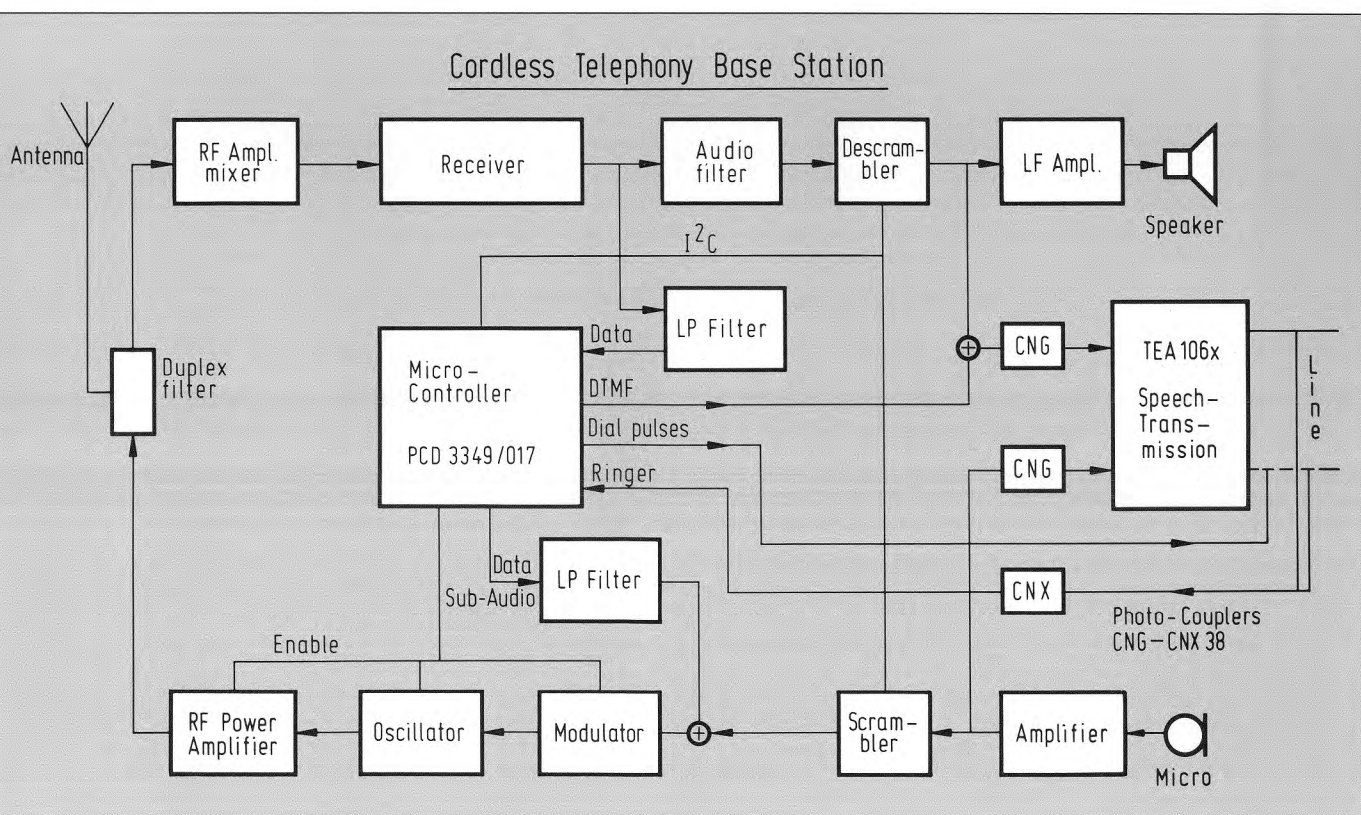 Cordless Telephony Base Station
Antenna
RF Ampl.
mixer
Receiver
Audio
filter
Descram-
bler
LF Ampl.
Speaker
I²C
LP Filter
Data
Micro-
Controller
PCD 3349/017
DTMF
Dial pulses
Ringer
Duplex
filter
CNG
CNG
TEA106x
Speech-
Trans-
mission
Line
CNX
Photo-Couplers
CNG-CNX 38
Data
Sub-Audio
LP Filter
Enable
RF Power
Amplifier
Oscillator
Modulator
Scram-
bler
Amplifier
Micro